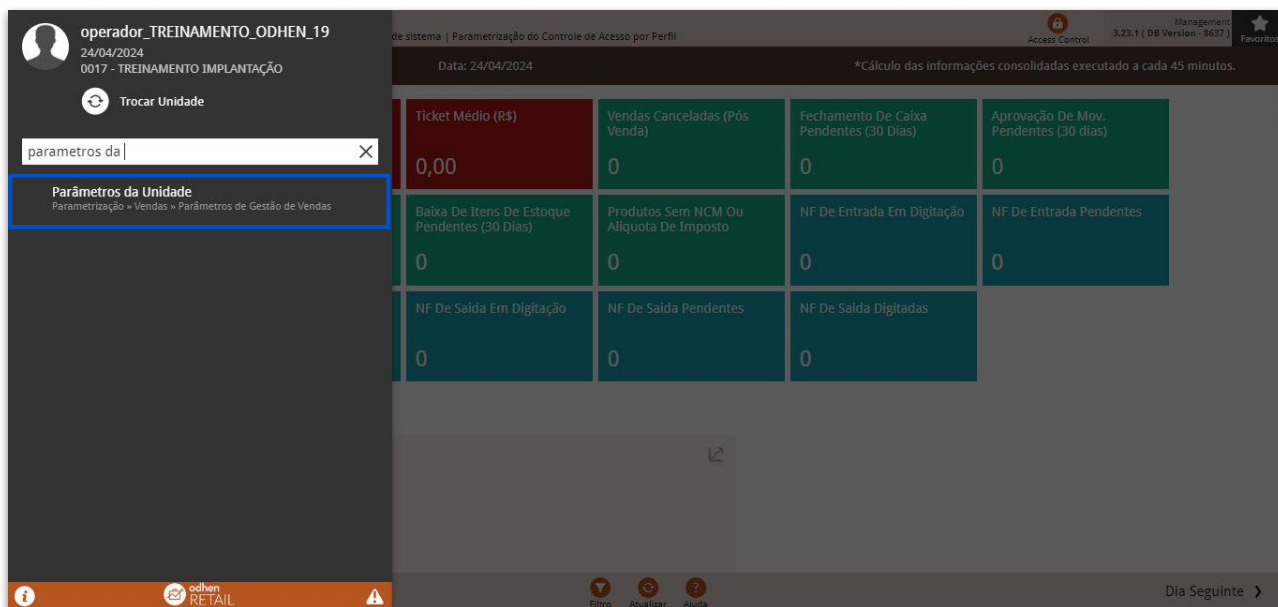 operador_TREINAMENTO_ODHEN_19
24/04/2024
0017 - TREINAMENTO IMPLANTAÇÃO
Trocar Unidade
parametros da
Parâmetros da Unidade
Parametrização » Vendas » Parâmetros de Gestão de Vendas
odhen
RETAIL
de sistema | Parametrização do Controle de Acesso por Perfil
Access Control
Management
3.23.1 ( DB Version - 8637 )
Favoritos
Data: 24/04/2024
*Cálculo das informações consolidadas executado a cada 45 minutos.
Ticket Médio (R$)
0,00
Vendas Canceladas (Pós
Venda)
0
Fechamento De Caixa
Pendentes (30 Dias)
0
Aprovação De Mov.
Pendentes (30 dias)
0
Baixa De Itens De Estoque
Pendentes (30 Dias)
0
Produtos Sem NCM Ou
Aliquota De Imposto
0
NF De Entrada Em Digitação
0
NF De Entrada Pendentes
0
NF De Saida Em Digitação
0
NF De Saida Pendentes
0
NF De Saida Digitadas
0
Filtro
Atualizar
Ajuda
Dia Seguinte